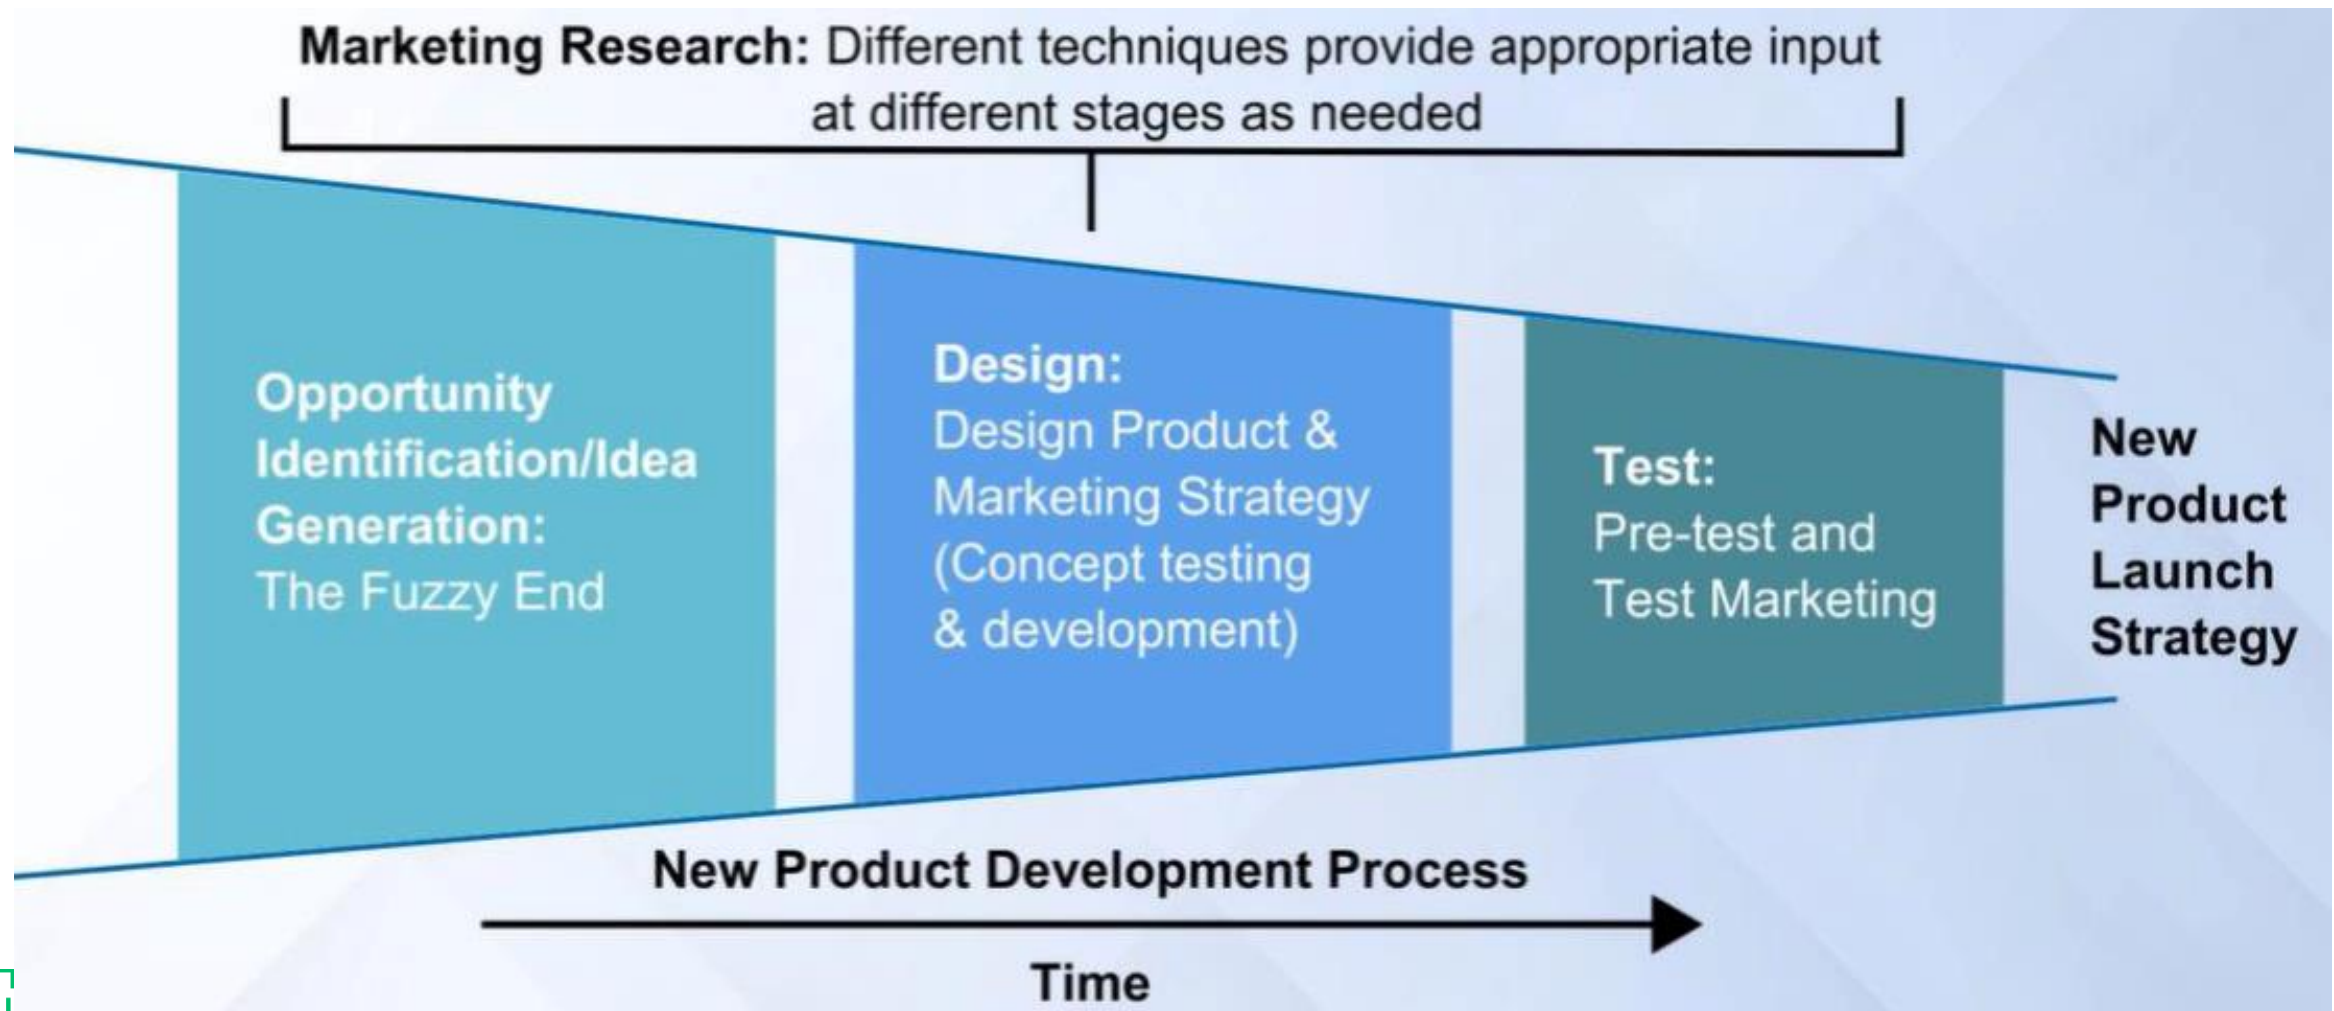 Marketing Research: Different techniques provide appropriate input
at different stages as needed
Opportunity
Identification/Idea
Generation:
The Fuzzy End
Design:
Design Product &
Marketing Strategy
(Concept testing
& development)
Test:
Pre-test and
Test Marketing
New
Product
Launch
Strategy
New Product Development Process
Time